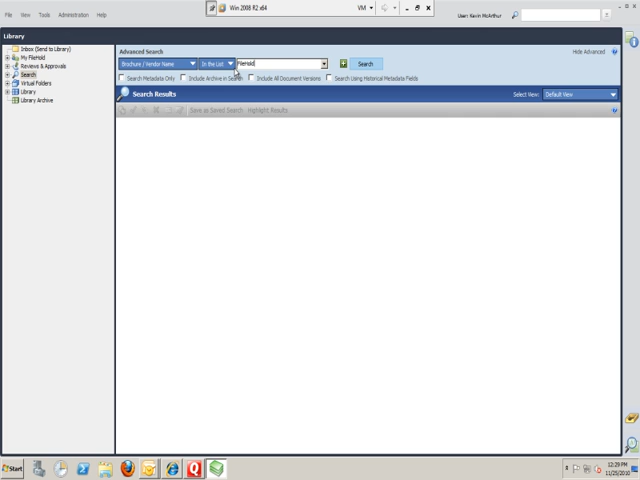 Win 2008 R2 x64
VM
File View Tools Administration Help
User: Kevin McArthur
Library
Inbox (Send to Library)
My FileHold
Reviews & Approvals
Search
Virtual Folders
Library
Library Archive
Advanced Search
Hide Advanced
Brochure / Vendor Name
In the List
FileHold
Search
Search Metadata Only
Include Archive in Search
Include All Document Versions
Search Using Historical Metadata Fields
Search Results
Select View:
Default View
Save as Saved Search
Highlight Results
Start
12:29 PM
11/25/2010